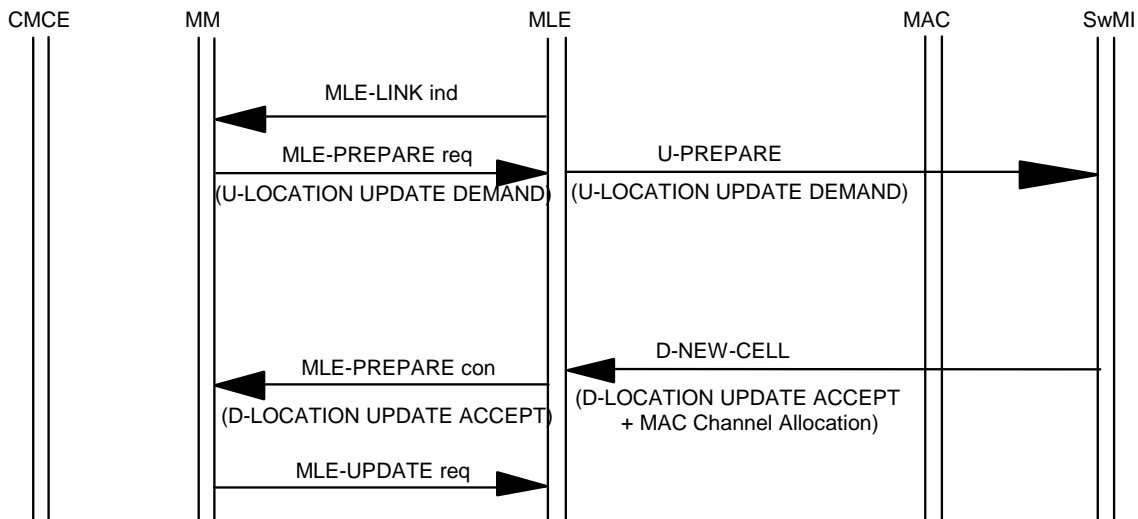 CMCE MM MLE MAC SwMI
MLE-LINK ind
MLE-PREPARE req U-PREPARE
(U-LOCATION UPDATE DEMAND) (U-LOCATION UPDATE DEMAND)
D-NEW-CELL
MLE-PREPARE con
(D-LOCATION UPDATE ACCEPT
(D-LOCATION UPDATE ACCEPT) + MAC Channel Allocation)
MLE-UPDATE req